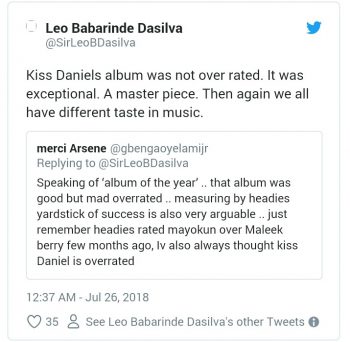 Leo Babarinde Dasilva
@SirLeoBDasilva
Kiss Daniels album was not over rated. It was
exceptional. A master piece. Then again we all
have different taste in music.
merci Arsene @gbengaoyelamijr
Replying to @SirLeoBDasilva
Speaking of ‘album of the year’ .. that album was
good but mad overrated .. measuring by headies
yardstick of success is also very arguable .. just
remember headies rated mayokun over Maleek
berry few months ago, Iv also always thought kiss
Daniel is overrated
12:37 AM - Jul 26, 2018
35 See Leo Babarinde Dasilva's other Tweets